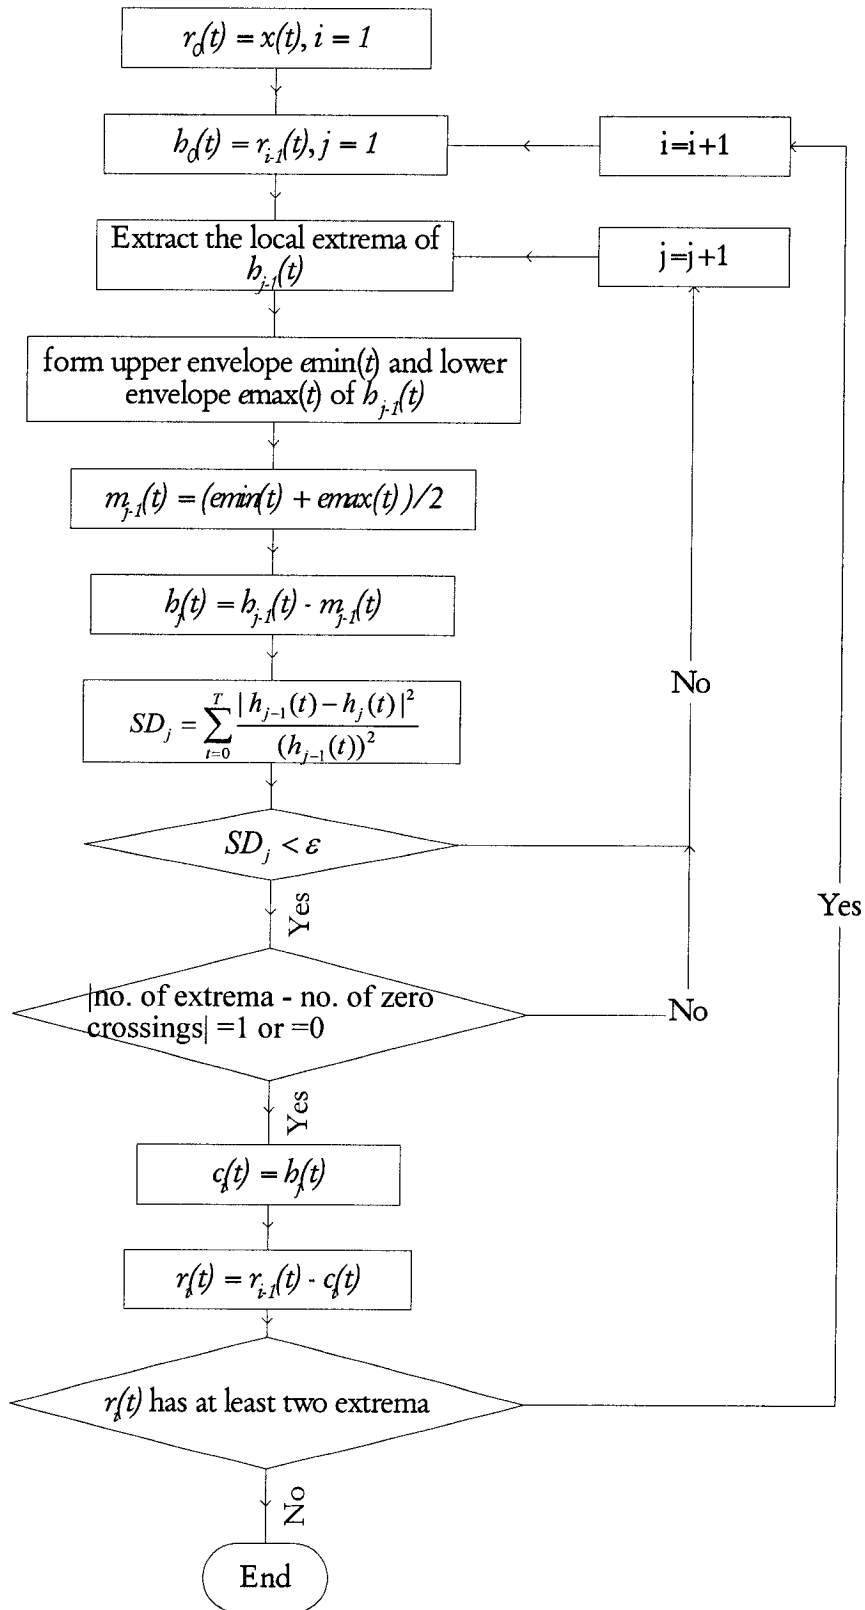 r₀(t) = x(t), i = 1
h₀(t) = rᵢ₋₁(t), j = 1
i=i+1
Extract the local extrema of
hⱼ₋₁(t)
j=j+1
form upper envelope emin(t) and lower
envelope emax(t) of hⱼ₋₁(t)
mⱼ₋₁(t) = (emin(t) + emax(t))/2
hⱼ(t) = hⱼ₋₁(t) - mⱼ₋₁(t)
No
SDⱼ = ∑ₜ₌₀ᵀ |hⱼ₋₁(t) − hⱼ(t)|² / (hⱼ₋₁(t))²
SDⱼ < ε
Yes
Yes
|no. of extrema - no. of zero
crossings| =1 or =0
No
Yes
cᵢ(t) = hⱼ(t)
rᵢ(t) = rᵢ₋₁(t) - cᵢ(t)
rᵢ(t) has at least two extrema
No
End